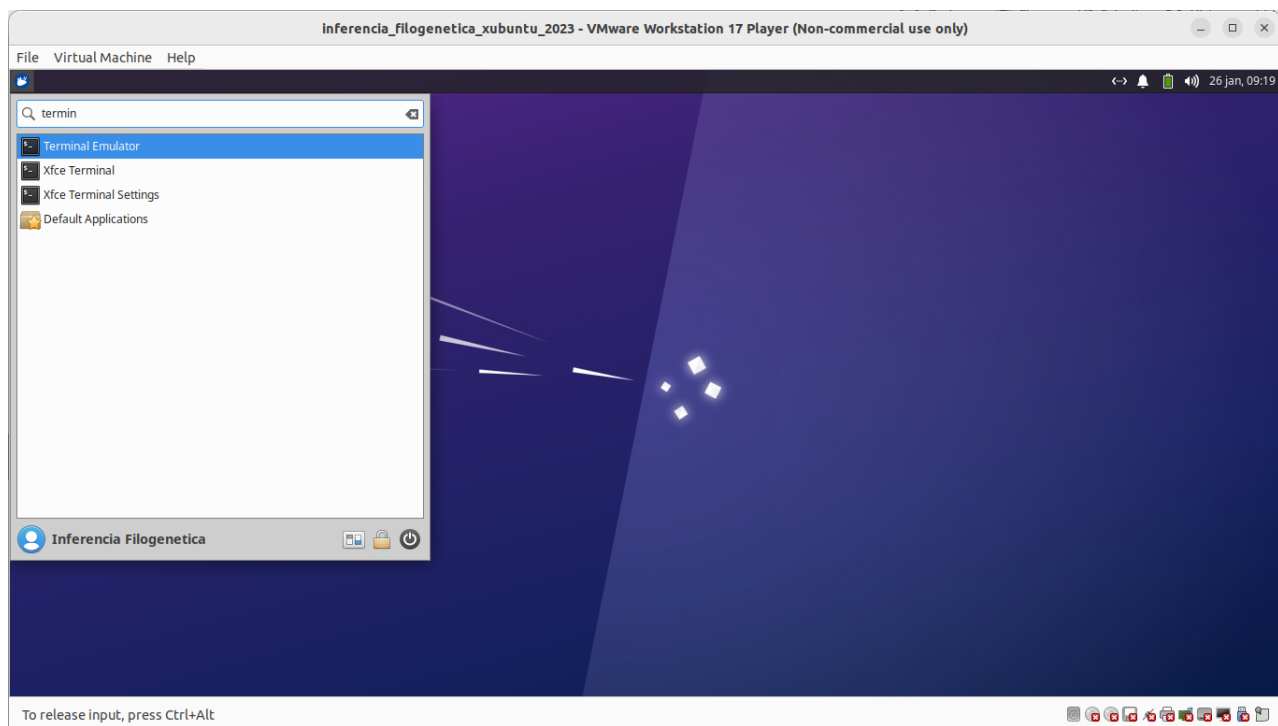 inferencia_filogenetica_xubuntu_2023 - VMware Workstation 17 Player (Non-commercial use only)
File Virtual Machine Help
26 jan, 09:19
termin
Terminal Emulator
Xfce Terminal
Xfce Terminal Settings
Default Applications
Inferencia Filogenetica
To release input, press Ctrl+Alt